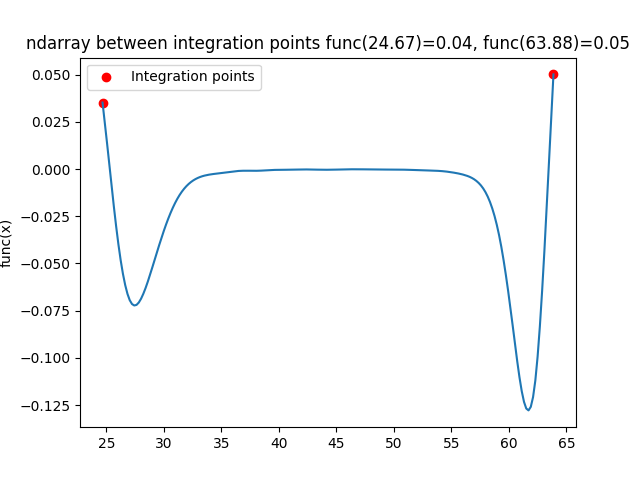 ndarray between integration points func(24.67)=0.04, func(63.88)=0.05
Integration points
func(x)
0.050
0.025
0.000
−0.025
−0.050
−0.075
−0.100
−0.125
25 30 35 40 45 50 55 60 65